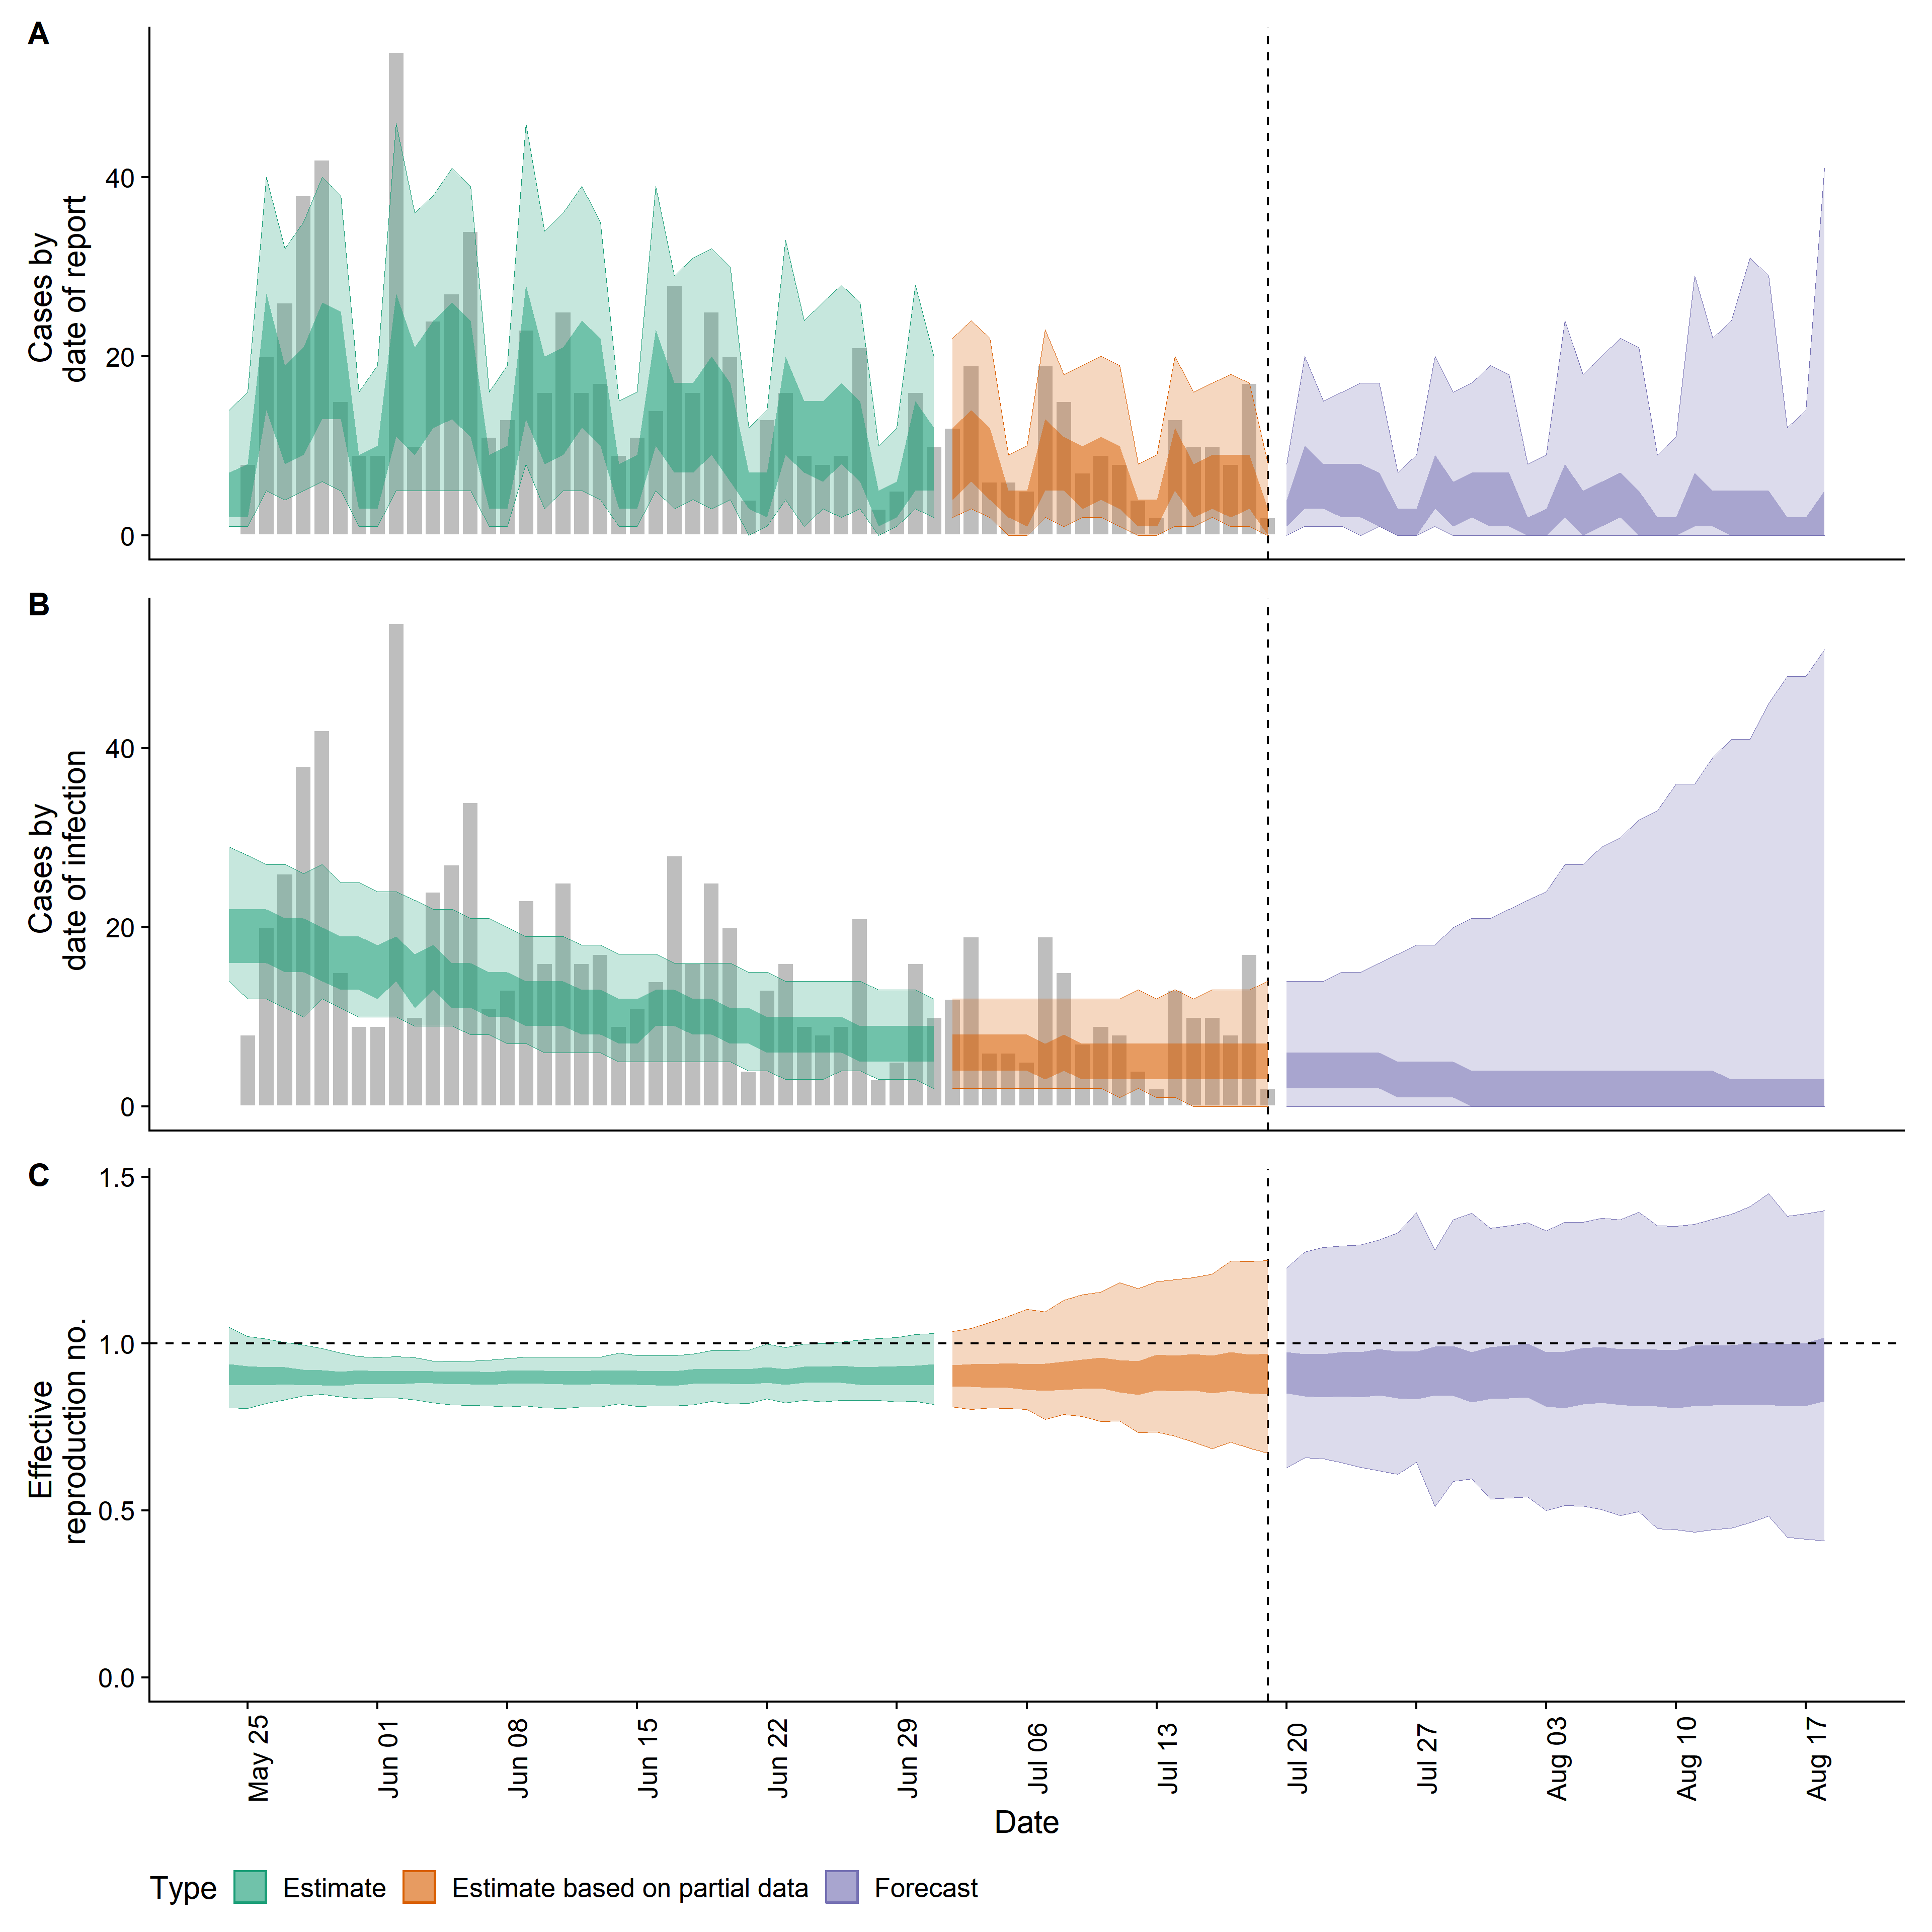 A
Cases by
date of report
40
20
0
B
Cases by
date of infection
40
20
0
C
Effective
reproduction no.
1.5
1.0
0.5
0.0
May 25
Jun 01
Jun 08
Jun 15
Jun 22
Jun 29
Jul 06
Jul 13
Jul 20
Jul 27
Aug 03
Aug 10
Aug 17
Date
Type Estimate Estimate based on partial data Forecast